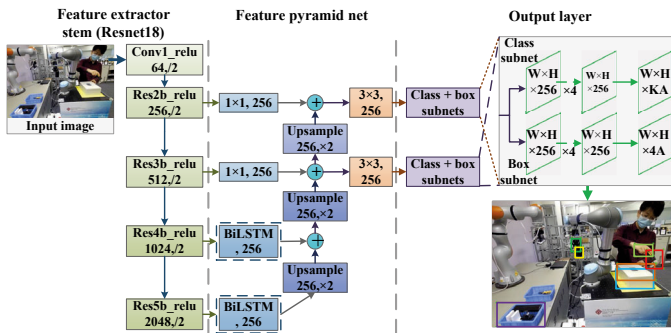 Feature extractor
stem (Resnet18)
Feature pyramid net
Output layer
Input image
Conv1_relu
64,/2
Res2b_relu
256,/2
Res3b_relu
512,/2
Res4b_relu
1024,/2
Res5b_relu
2048,/2
1×1, 256
1×1, 256
BiLSTM
, 256
BiLSTM
, 256
+
Upsample
256,×2
+
Upsample
256,×2
+
Upsample
256,×2
3×3,
256
3×3,
256
Class + box
subnets
Class + box
subnets
Class
subnet
W×H
×256
×4
W×H
×256
W×H
×KA
W×H
×256
×4
W×H
×256
W×H
×4A
Box
subnet